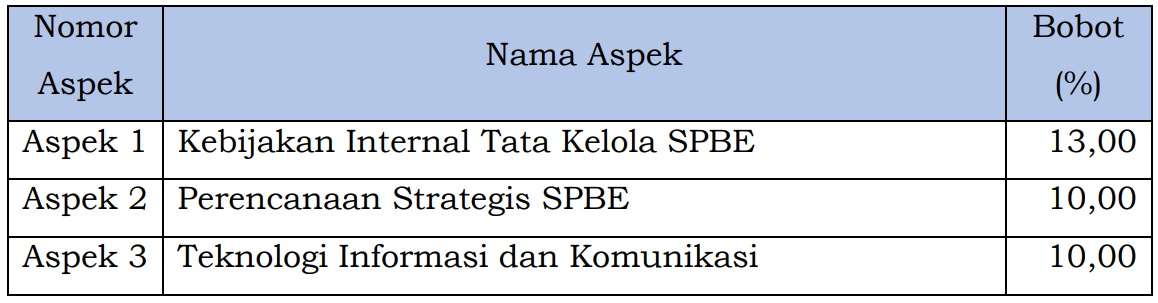 Nomor
Aspek
Nama Aspek
Bobot
(%)
Aspek 1 Kebijakan Internal Tata Kelola SPBE 13,00
Aspek 2 Perencanaan Strategis SPBE 10,00
Aspek 3 Teknologi Informasi dan Komunikasi 10,00